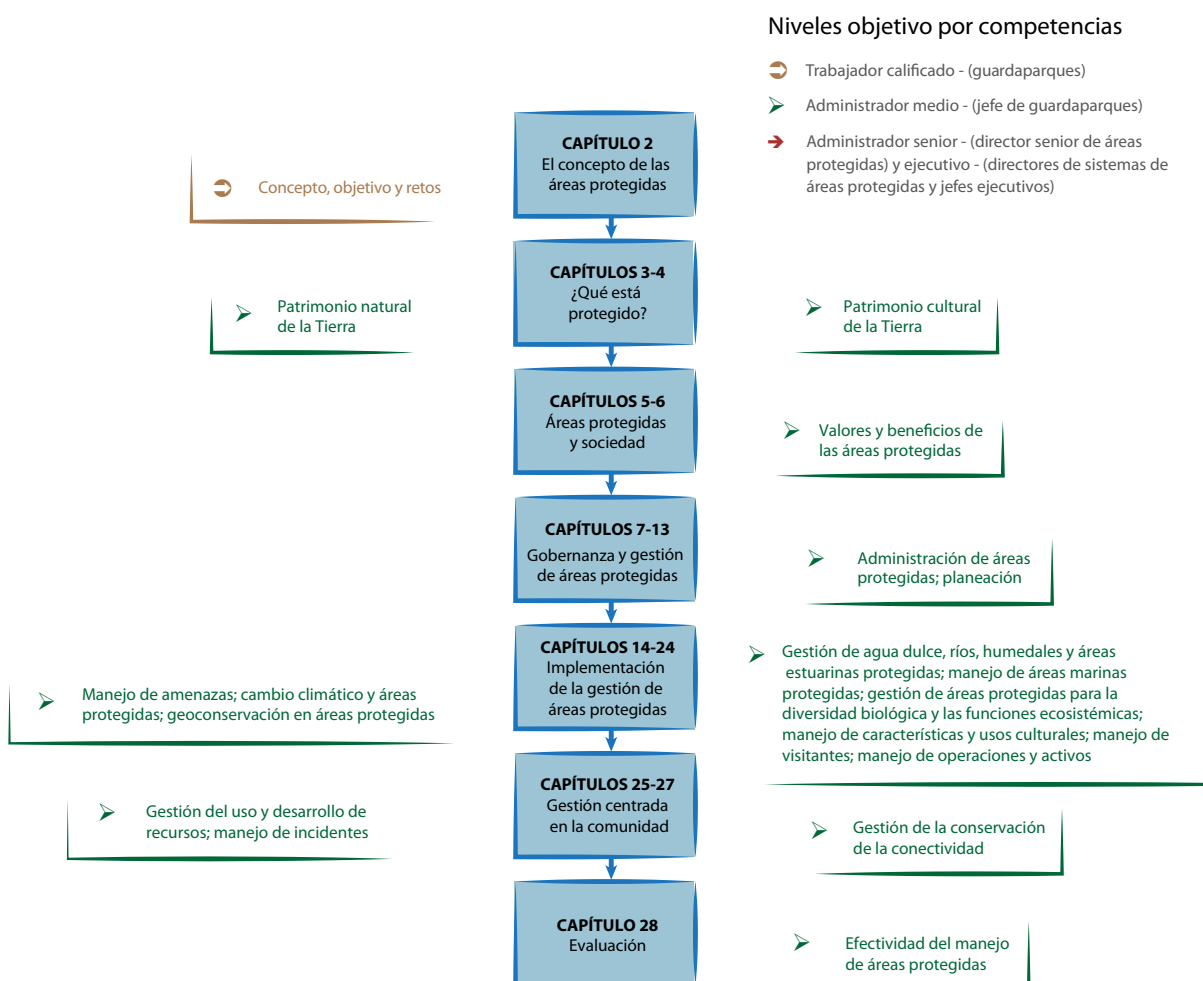 Niveles objetivo por competencias
Trabajador calificado - (guardaparques)
Administrador medio - (jefe de guardaparques)
Administrador senior - (director senior de áreas
protegidas) y ejecutivo - (directores de sistemas de
áreas protegidas y jefes ejecutivos)
CAPÍTULO 2
El concepto de las
áreas protegidas
Concepto, objetivo y retos
CAPÍTULOS 3-4
¿Qué está
protegido?
Patrimonio natural
de la Tierra
Patrimonio cultural
de la Tierra
CAPÍTULOS 5-6
Áreas protegidas
y sociedad
Valores y beneficios de
las áreas protegidas
CAPÍTULOS 7-13
Gobernanza y gestión
de áreas protegidas
Administración de áreas
protegidas; planeación
CAPÍTULOS 14-24
Implementación
de la gestión de
áreas protegidas
Manejo de amenazas; cambio climático y áreas
protegidas; geoconservación en áreas protegidas
Gestión de agua dulce, ríos, humedales y áreas
estuarinas protegidas; manejo de áreas marinas
protegidas; gestión de áreas protegidas para la
diversidad biológica y las funciones ecosistémicas;
manejo de características y usos culturales; manejo de
visitantes; manejo de operaciones y activos
CAPÍTULOS 25-27
Gestión centrada
en la comunidad
Gestión del uso y desarrollo de
recursos; manejo de incidentes
Gestión de la conservación
de la conectividad
CAPÍTULO 28
Evaluación
Efectividad del manejo
de áreas protegidas